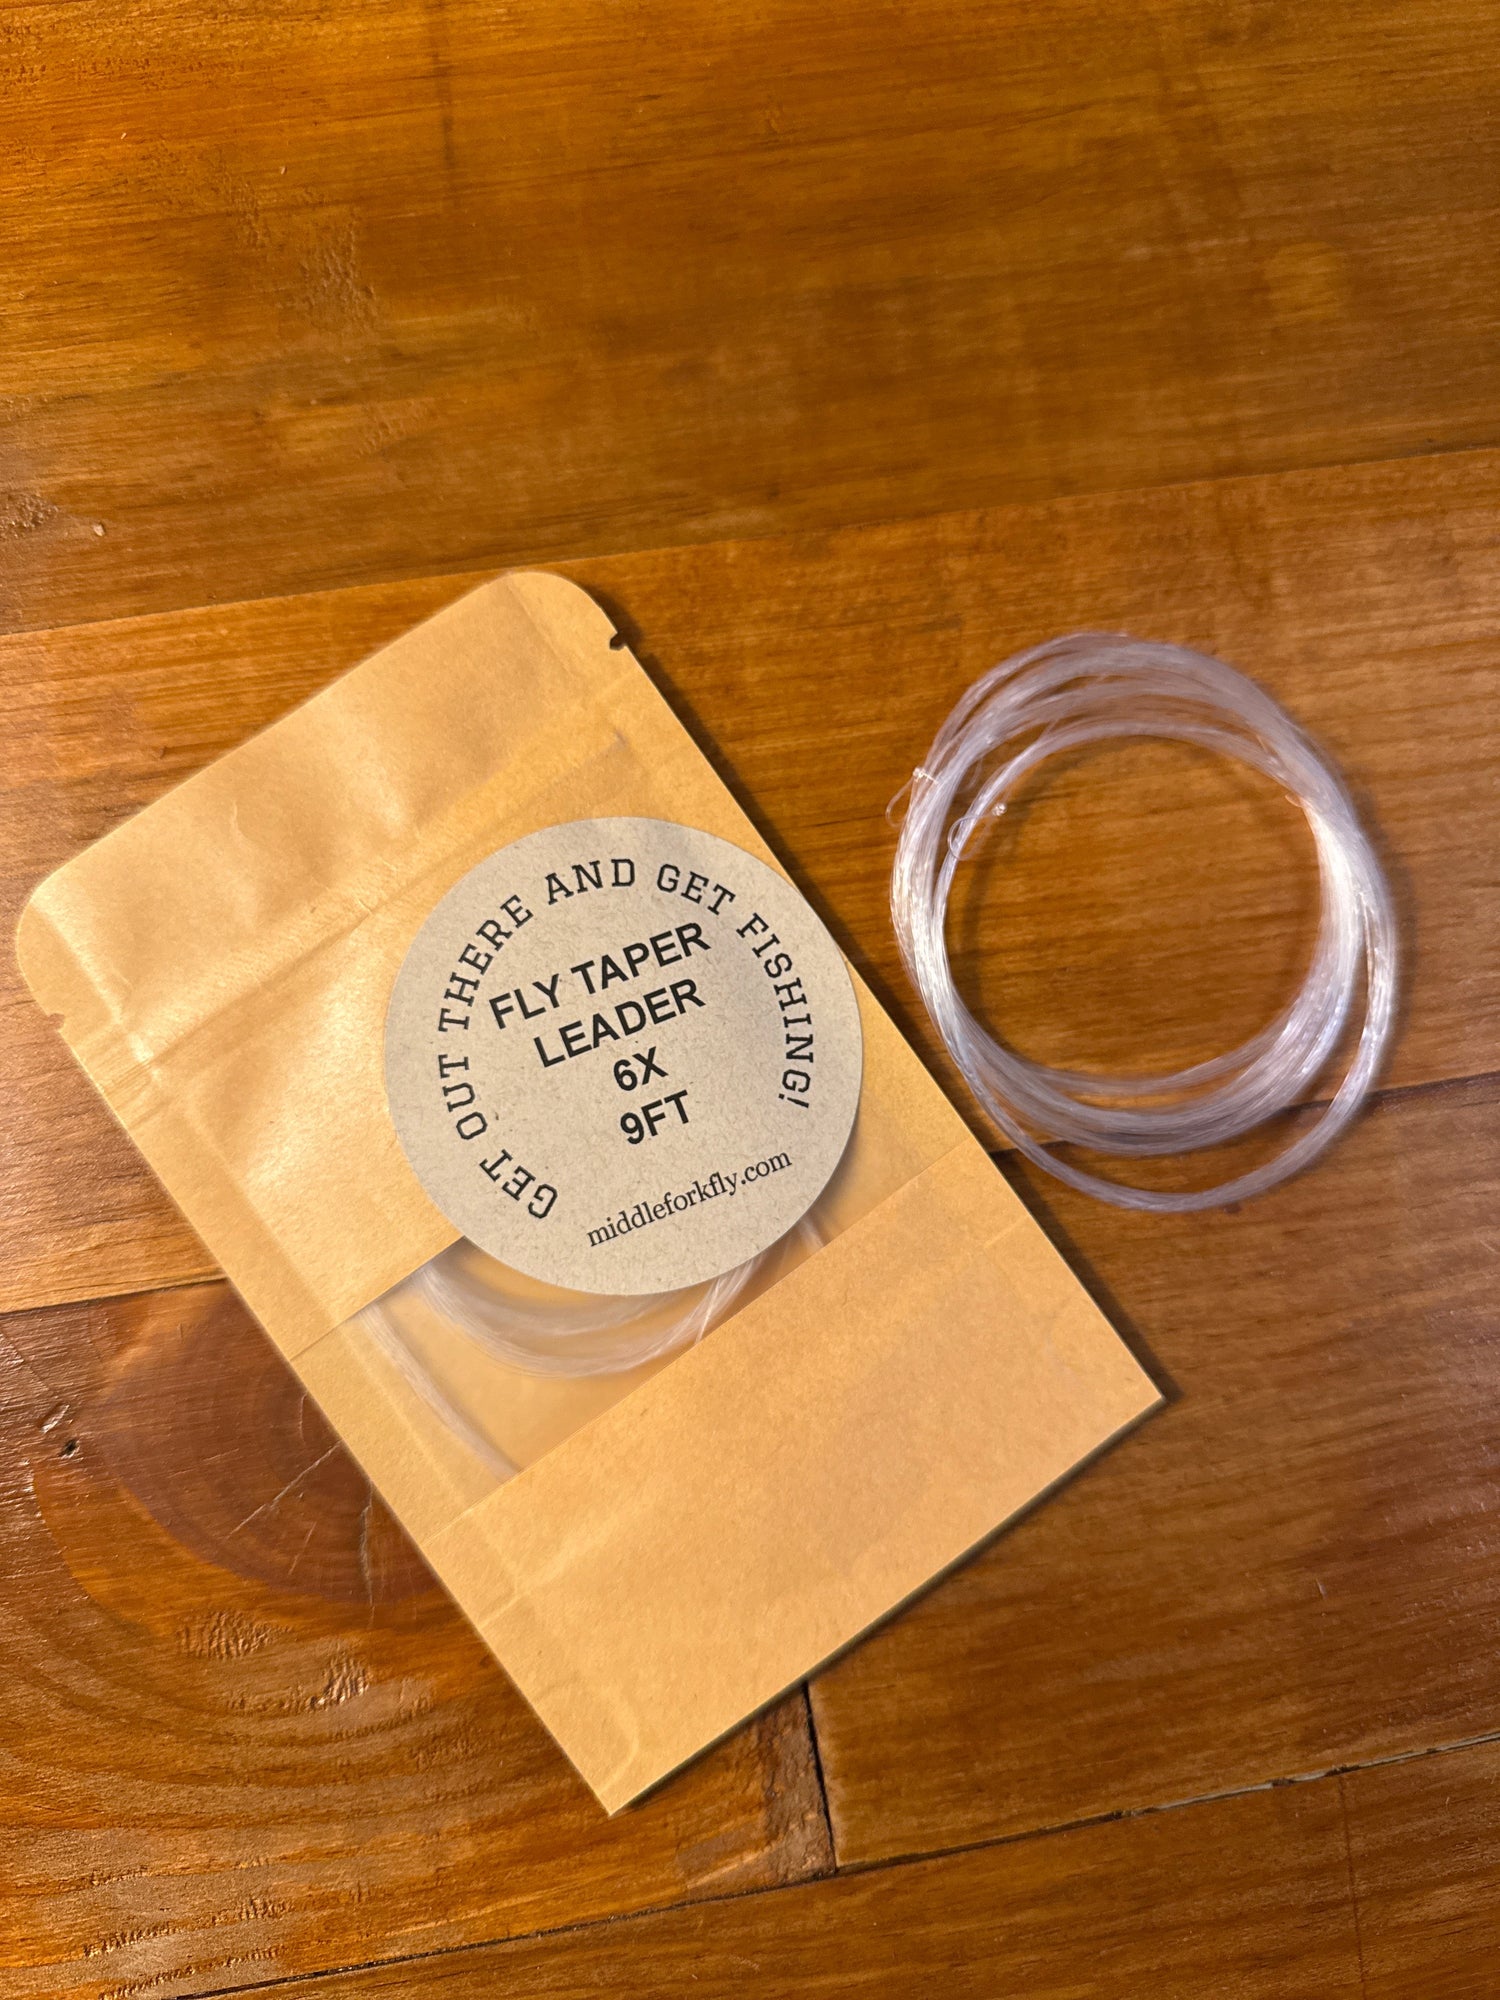 GET OUT THERE AND GET FISHING!
FLY TAPER
LEADER
6X
9FT
middleforkfly.com